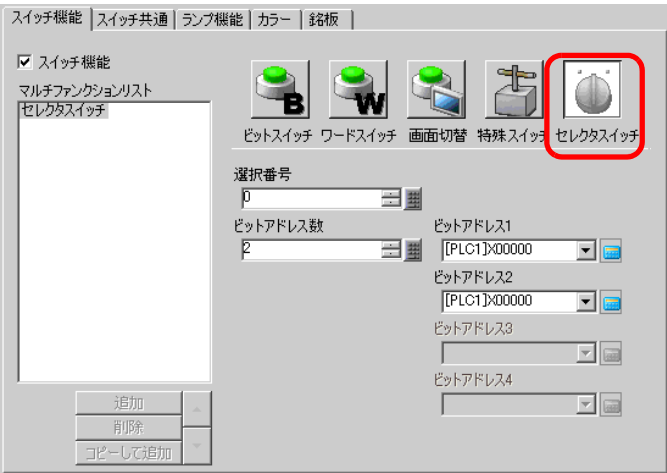 スイッチ機能 スイッチ共通 ランプ機能 カラー 銘板
スイッチ機能
マルチファンクションリスト
セレクタスイッチ
B W
ビットスイッチ ワードスイッチ 画面切替 特殊スイッチ セレクタスイッチ
選択番号
0
ビットアドレス数
2
ビットアドレス1
[PLC1]X00000
ビットアドレス2
[PLC1]X00000
ビットアドレス3
ビットアドレス4
追加
削除
コピーして追加